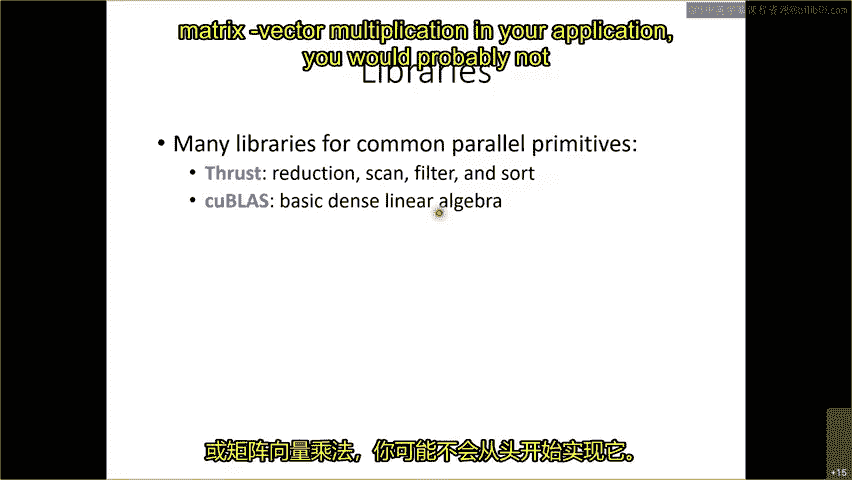 matrix -vector multiplication in your application,
you would probably not
Libraries
• Many libraries for common parallel primitives:
• Thrust: reduction, scan, filter, and sort
• cuBLAS: basic dense linear algebra
或矩阵向量乘法，你可能不会从头开始实现它。
+15